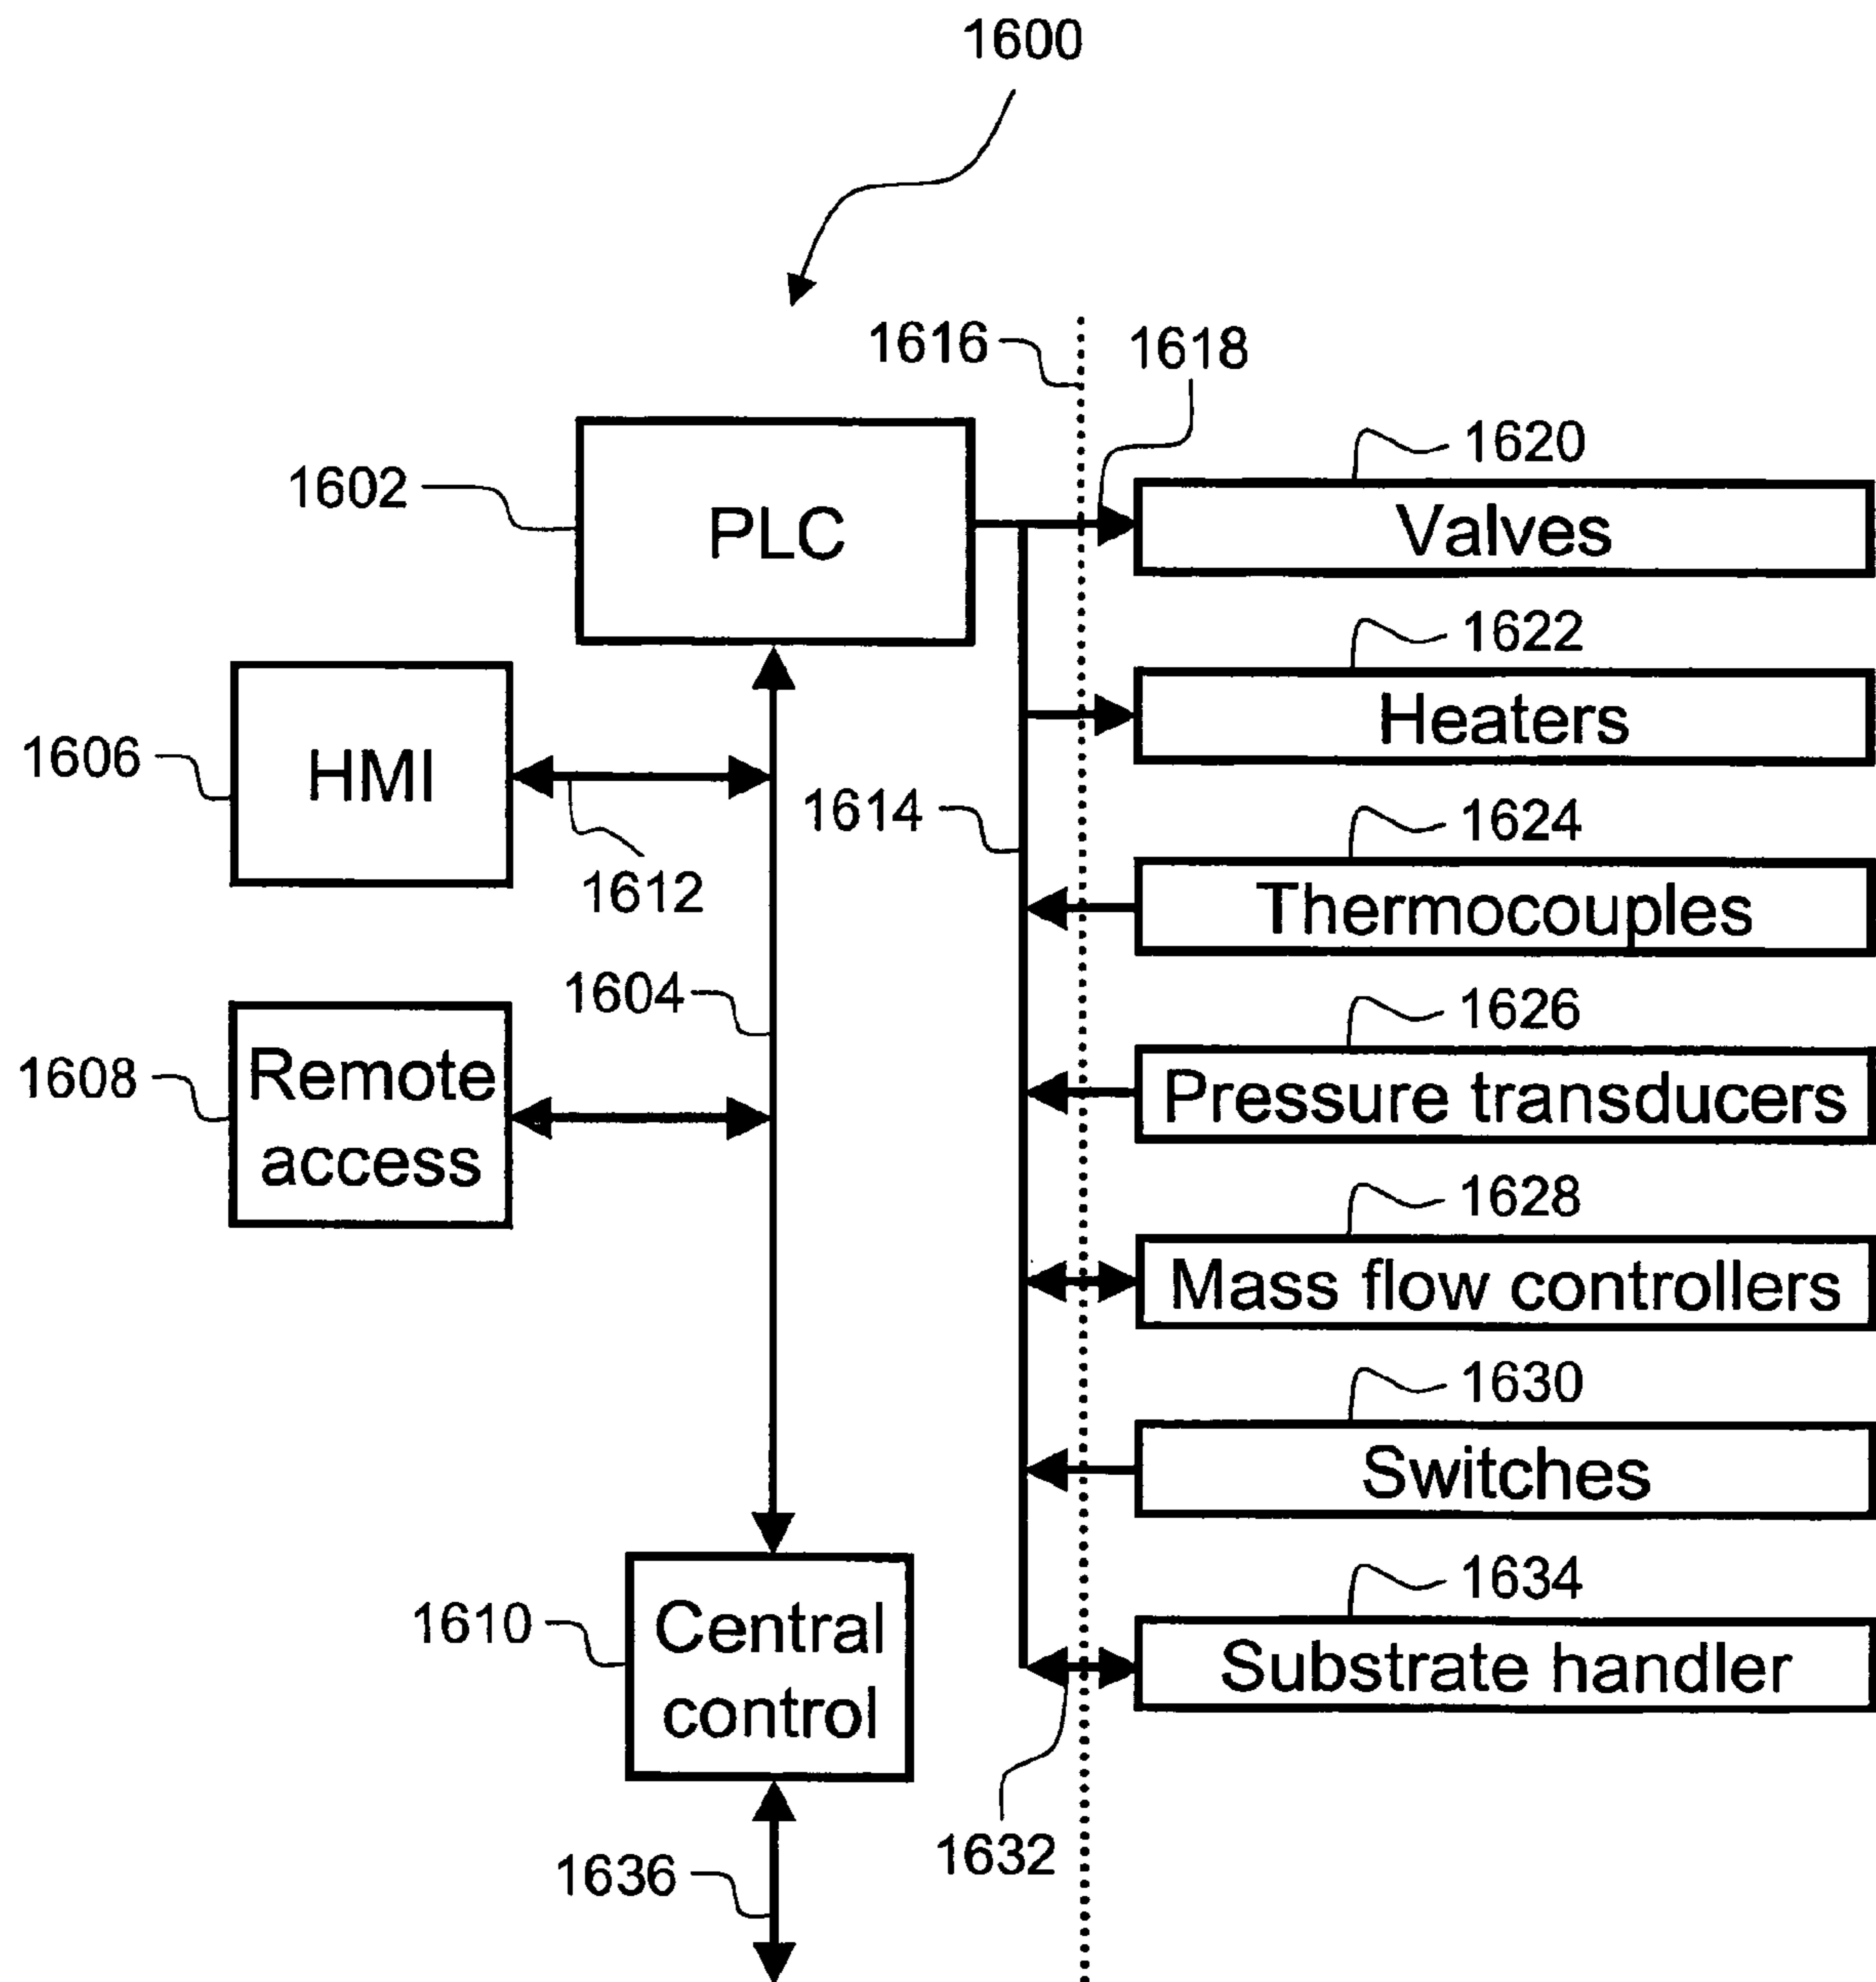 1600
1616
1618
1620
1602
PLC
Valves
1622
1606
HMI
Heaters
1614
1624
1612
Thermocouples
1604
1626
1608
Remote
access
Pressure transducers
1628
Mass flow controllers
1630
Switches
1634
1610
Central
control
Substrate handler
1632
1636